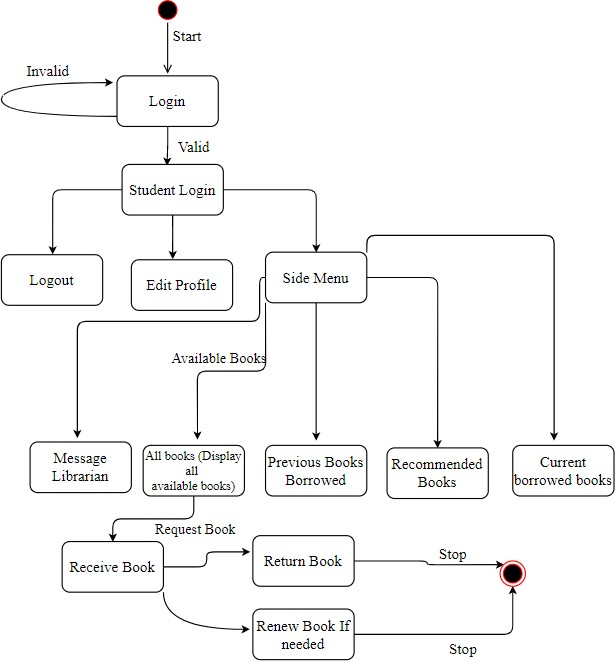 Start
Invalid
Login
Valid
Student Login
Logout
Edit Profile
Side Menu
Available Books
Message
Librarian
All books (Display
all
available books)
Previous Books
Borrowed
Recommended
Books
Current
borrowed books
Request Book
Receive Book
Return Book
Stop
Renew Book If
needed
Stop